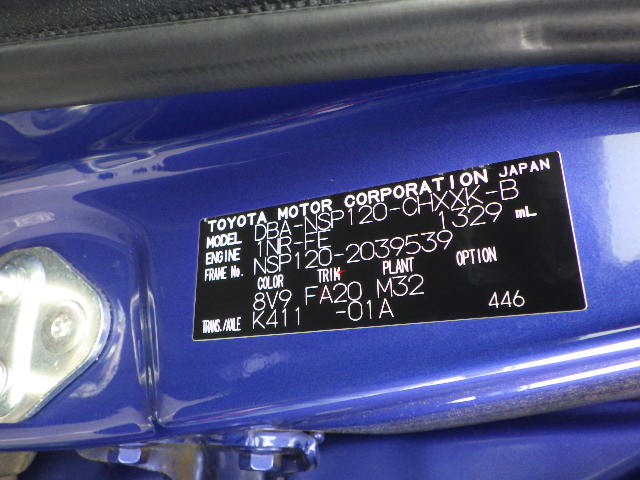 TOYOTA MOTOR CORPORATION JAPAN
MODEL DBA-NSP120-CHXXK-B
ENGINE 1NR-FE 1329 mL
FRAME No. NSP120-2039539
COLOR TRIM PLANT OPTION
8V9 FA20 M32
TRANS./AXLE K411 -01A 446